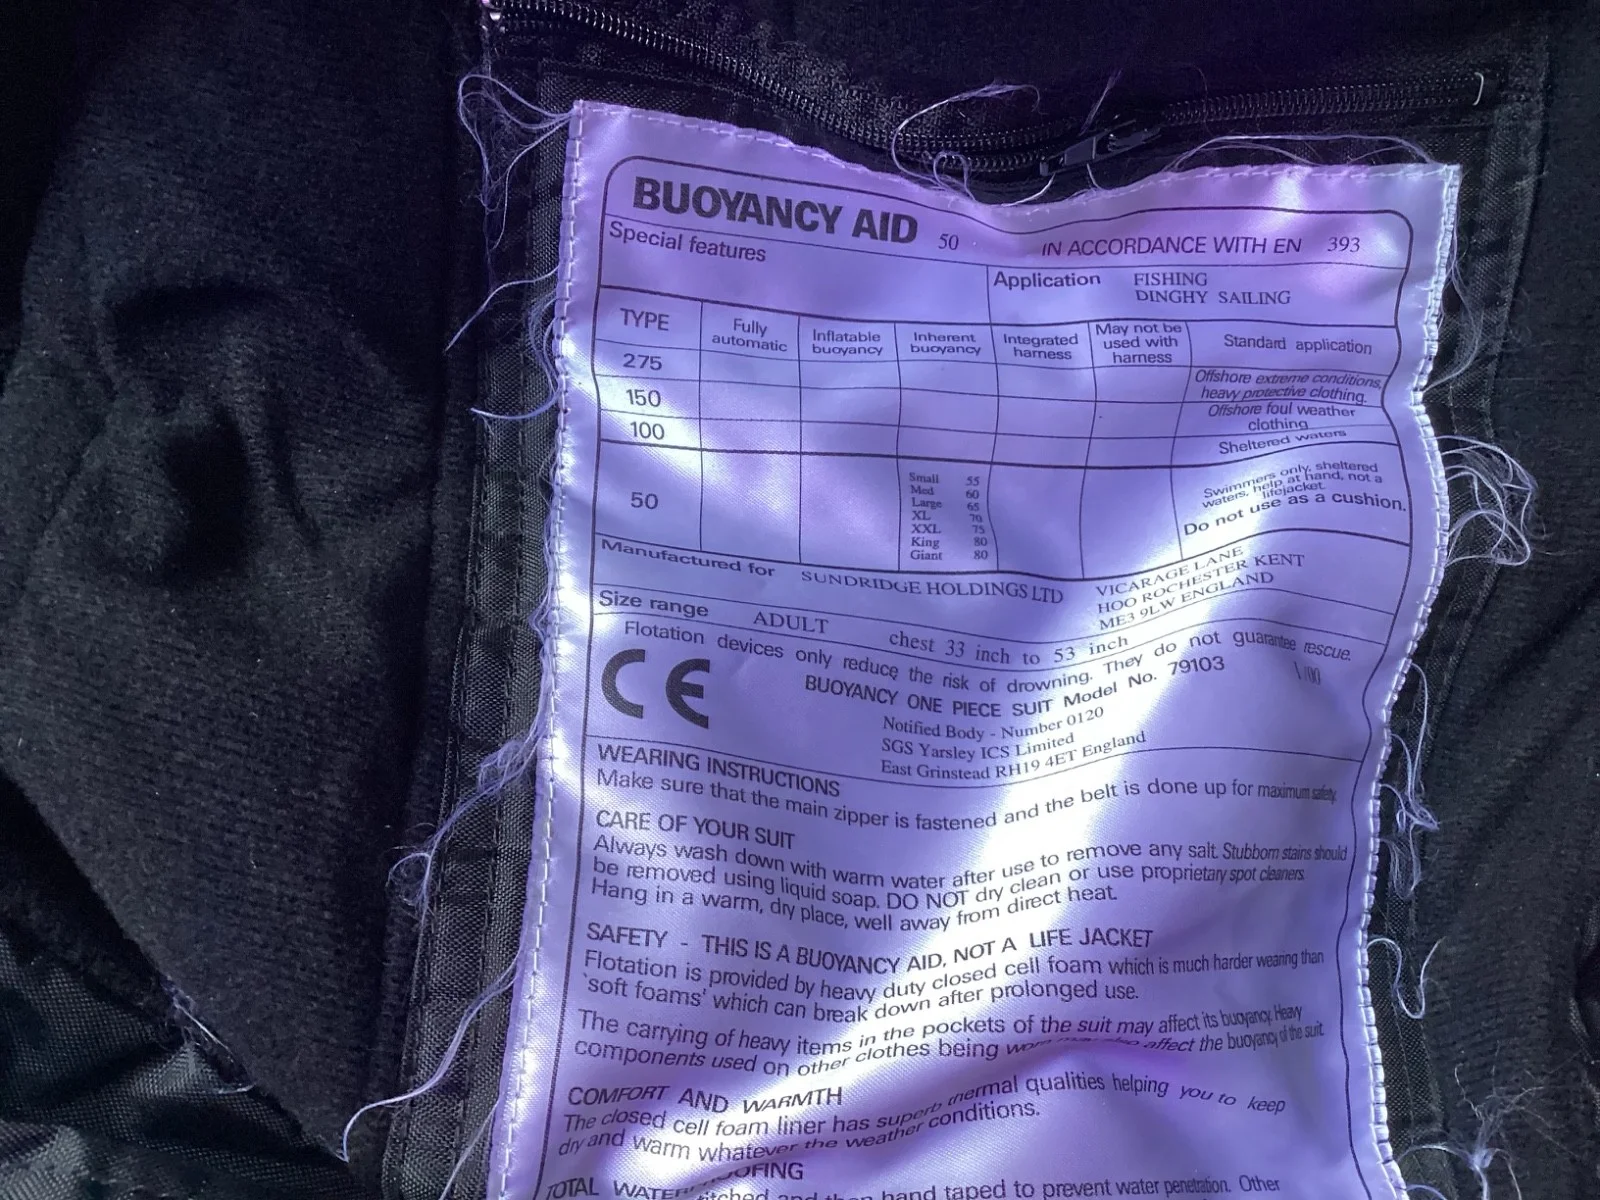 BUOYANCY AID 50 IN ACCORDANCE WITH EN 393
Special features
Application FISHING
DINGHY SAILING
TYPE
Fully automatic
Inflatable buoyancy
Inherent buoyancy
Integrated harness
May not be used with harness
Standard application
275
Offshore extreme conditions, heavy protective clothing.
150
Offshore foul weather clothing
100
Sheltered waters
50
Small 55
Med 60
Large 65
XL 70
XXL 75
King 80
Giant 80
Swimmers only, sheltered
waters, help at hand, not a
lifejacket.
Do not use as a cushion.
Manufactured for SUNDRIDGE HOLDINGS LTD
VICARAGE LANE
HOO ROCHESTER KENT
ME3 9LW ENGLAND
Size range ADULT chest 33 inch to 53 inch
Flotation devices only reduce the risk of drowning. They do not guarantee rescue.
CE
BUOYANCY ONE PIECE SUIT Model No. 79103
Notified Body - Number 0120
SGS Yarsley ICS Limited
East Grinstead RH19 4ET England
WEARING INSTRUCTIONS
Make sure that the main zipper is fastened and the belt is done up for maximum safety.
CARE OF YOUR SUIT
Always wash down with warm water after use to remove any salt. Stubborn stains should
be removed using liquid soap. DO NOT dry clean or use proprietary spot cleaners.
Hang in a warm, dry place, well away from direct heat.
SAFETY - THIS IS A BUOYANCY AID, NOT A LIFE JACKET
Flotation is provided by heavy duty closed cell foam which is much harder wearing than
`soft foams' which can break down after prolonged use.
The carrying of heavy items in the pockets of the suit may affect its buoyancy. Heavy
components used on other clothes being worn may also affect the buoyancy of the suit.
COMFORT AND WARMTH
The closed cell foam liner has superb thermal qualities helping you to keep
dry and warm whatever the weather conditions.
TOTAL
hand taped to prevent water penetration. Other